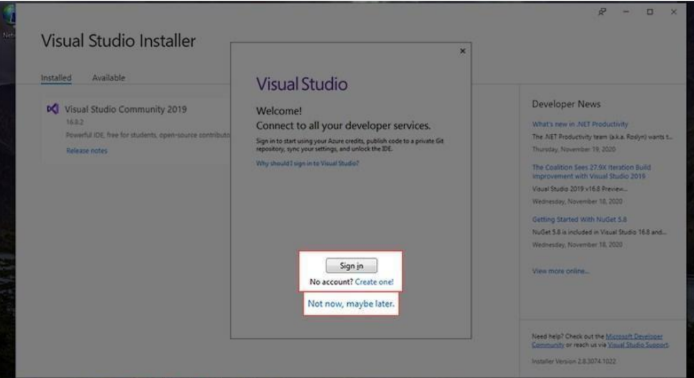 Visual Studio Installer
Installed Available
Visual Studio Community 2019
Powerful IDE, free for students, open-source contributo
Release notes
Visual Studio
Welcome!
Connect to all your developer services.
Sign in to start using your Azure credits, publish code to a private Git
repository, sync your settings, and unlock the IDE.
Why should I sign in to Visual Studio?
Sign in
No account? Create one!
Not now, maybe later.
Developer News
What's new in .NET Productivity
The .NET Productivity team (a.k.a. Roslyn) wants t...
Thursday, November 19, 2020
The Coalition Sees 27.9X Iteration Build
Improvement with Visual Studio 2019
Visual Studio 2019 v16.8 Preview...
Wednesday, November 18, 2020
Getting Started With NuGet 5.8
NuGet 5.8 is included in Visual Studio 16.8 and...
Wednesday, November 18, 2020
View more online...
Need help? Check out the Microsoft Developer
Community or reach us via Visual Studio Support.
Installer Version 2.8.3074.1022